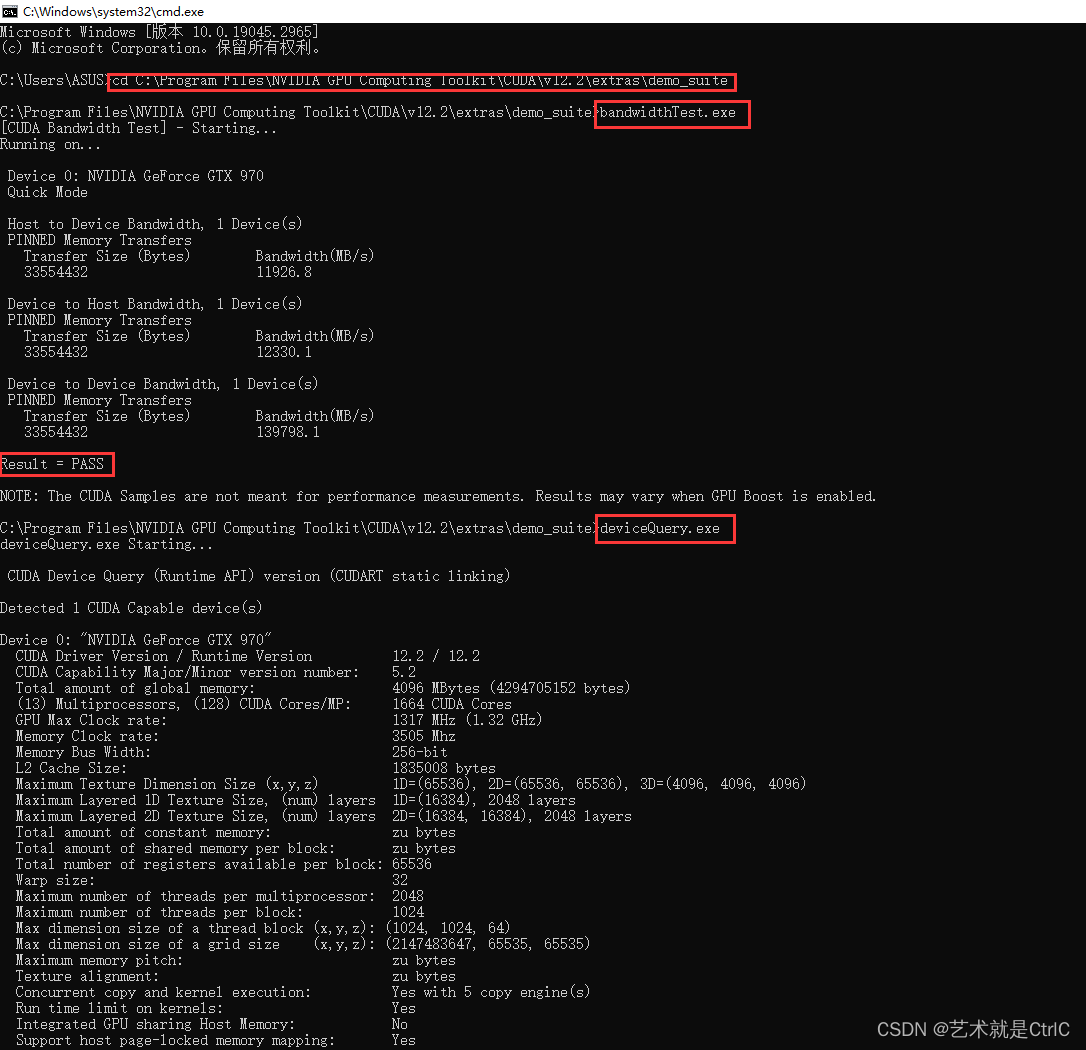 C:\Windows\system32\cmd.exe
Microsoft Windows [版本 10.0.19045.2965]
(c) Microsoft Corporation。保留所有权利。
C:\Users\ASUS>cd C:\Program Files\NVIDIA GPU Computing Toolkit\CUDA\v12.2\extras\demo_suite
C:\Program Files\NVIDIA GPU Computing Toolkit\CUDA\v12.2\extras\demo_suite>bandwidthTest.exe
[CUDA Bandwidth Test] - Starting...
Running on...
Device 0: NVIDIA GeForce GTX 970
Quick Mode
Host to Device Bandwidth, 1 Device(s)
PINNED Memory Transfers
Transfer Size (Bytes) Bandwidth(MB/s)
33554432 11926.8
Device to Host Bandwidth, 1 Device(s)
PINNED Memory Transfers
Transfer Size (Bytes) Bandwidth(MB/s)
33554432 12330.1
Device to Device Bandwidth, 1 Device(s)
PINNED Memory Transfers
Transfer Size (Bytes) Bandwidth(MB/s)
33554432 139798.1
Result = PASS
NOTE: The CUDA Samples are not meant for performance measurements. Results may vary when GPU Boost is enabled.
C:\Program Files\NVIDIA GPU Computing Toolkit\CUDA\v12.2\extras\demo_suite>deviceQuery.exe
deviceQuery.exe Starting...
CUDA Device Query (Runtime API) version (CUDART static linking)
Detected 1 CUDA Capable device(s)
Device 0: "NVIDIA GeForce GTX 970"
CUDA Driver Version / Runtime Version 12.2 / 12.2
CUDA Capability Major/Minor version number: 5.2
Total amount of global memory: 4096 MBytes (4294705152 bytes)
(13) Multiprocessors, (128) CUDA Cores/MP: 1664 CUDA Cores
GPU Max Clock rate: 1317 MHz (1.32 GHz)
Memory Clock rate: 3505 Mhz
Memory Bus Width: 256-bit
L2 Cache Size: 1835008 bytes
Maximum Texture Dimension Size (x,y,z) 1D=(65536), 2D=(65536, 65536), 3D=(4096, 4096, 4096)
Maximum Layered 1D Texture Size, (num) layers 1D=(16384), 2048 layers
Maximum Layered 2D Texture Size, (num) layers 2D=(16384, 16384), 2048 layers
Total amount of constant memory: zu bytes
Total amount of shared memory per block: zu bytes
Total number of registers available per block: 65536
Warp size: 32
Maximum number of threads per multiprocessor: 2048
Maximum number of threads per block: 1024
Max dimension size of a thread block (x,y,z): (1024, 1024, 64)
Max dimension size of a grid size (x,y,z): (2147483647, 65535, 65535)
Maximum memory pitch: zu bytes
Texture alignment: zu bytes
Concurrent copy and kernel execution: Yes with 5 copy engine(s)
Run time limit on kernels: Yes
Integrated GPU sharing Host Memory: No
Support host page-locked memory mapping: Yes
CSDN @艺术就是CtrlC